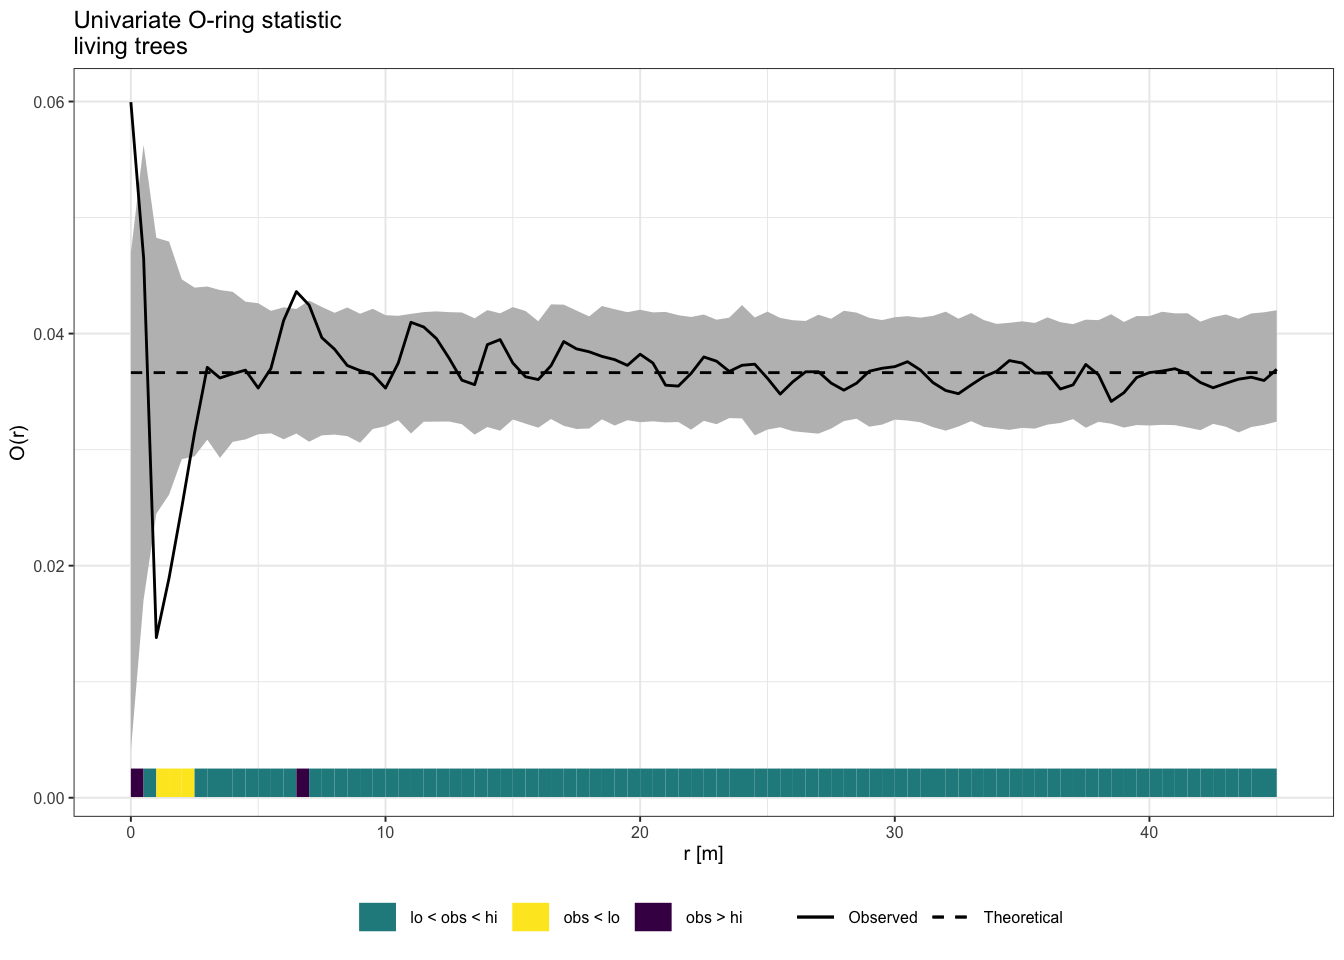 Univariate O-ring statistic
living trees
0.06
0.04
0.02
0.00
O(r)
0 10 20 30 40
r [m]
lo < obs < hi obs < lo obs > hi Observed Theoretical